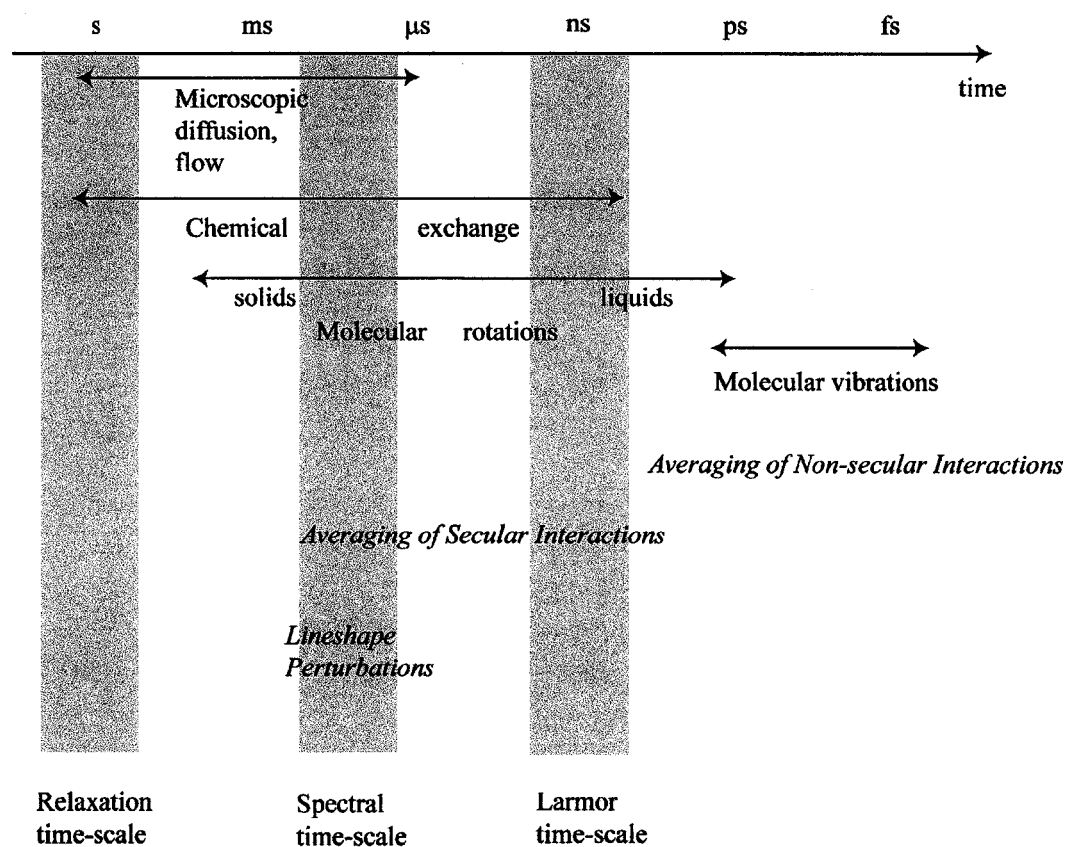 s ms μs ns ps fs
time
Microscopic
diffusion,
flow
Chemical exchange
solids liquids
Molecular rotations
Molecular vibrations
Averaging of Non-secular Interactions
Averaging of Secular Interactions
Lineshape
Perturbations
Relaxation
time-scale
Spectral
time-scale
Larmor
time-scale